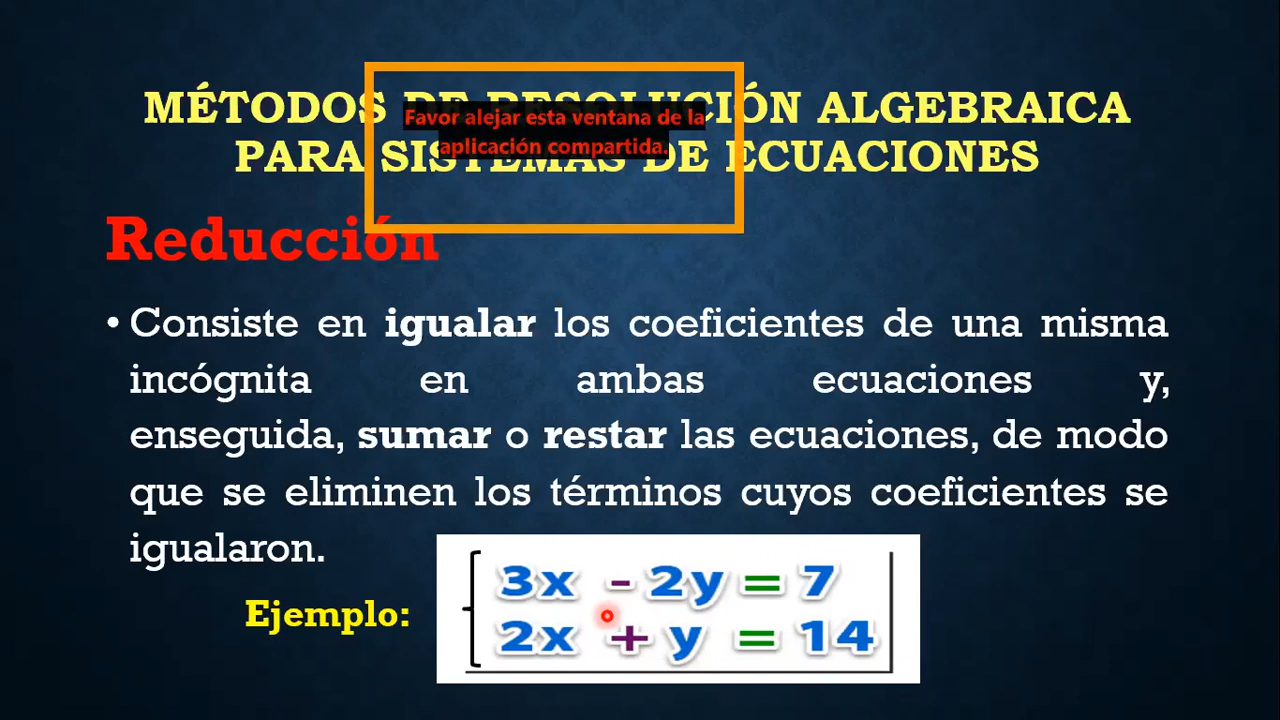 MÉTODOS DE RESOLUCIÓN ALGEBRAICA
PARA SISTEMAS DE ECUACIONES
Favor alejar esta ventana de la
aplicación compartida.
Reducción
• Consiste en igualar los coeficientes de una misma
incógnita en ambas ecuaciones y,
enseguida, sumar o restar las ecuaciones, de modo
que se eliminen los términos cuyos coeficientes se
igualaron.
Ejemplo:
3x - 2y = 7
2x + y = 14